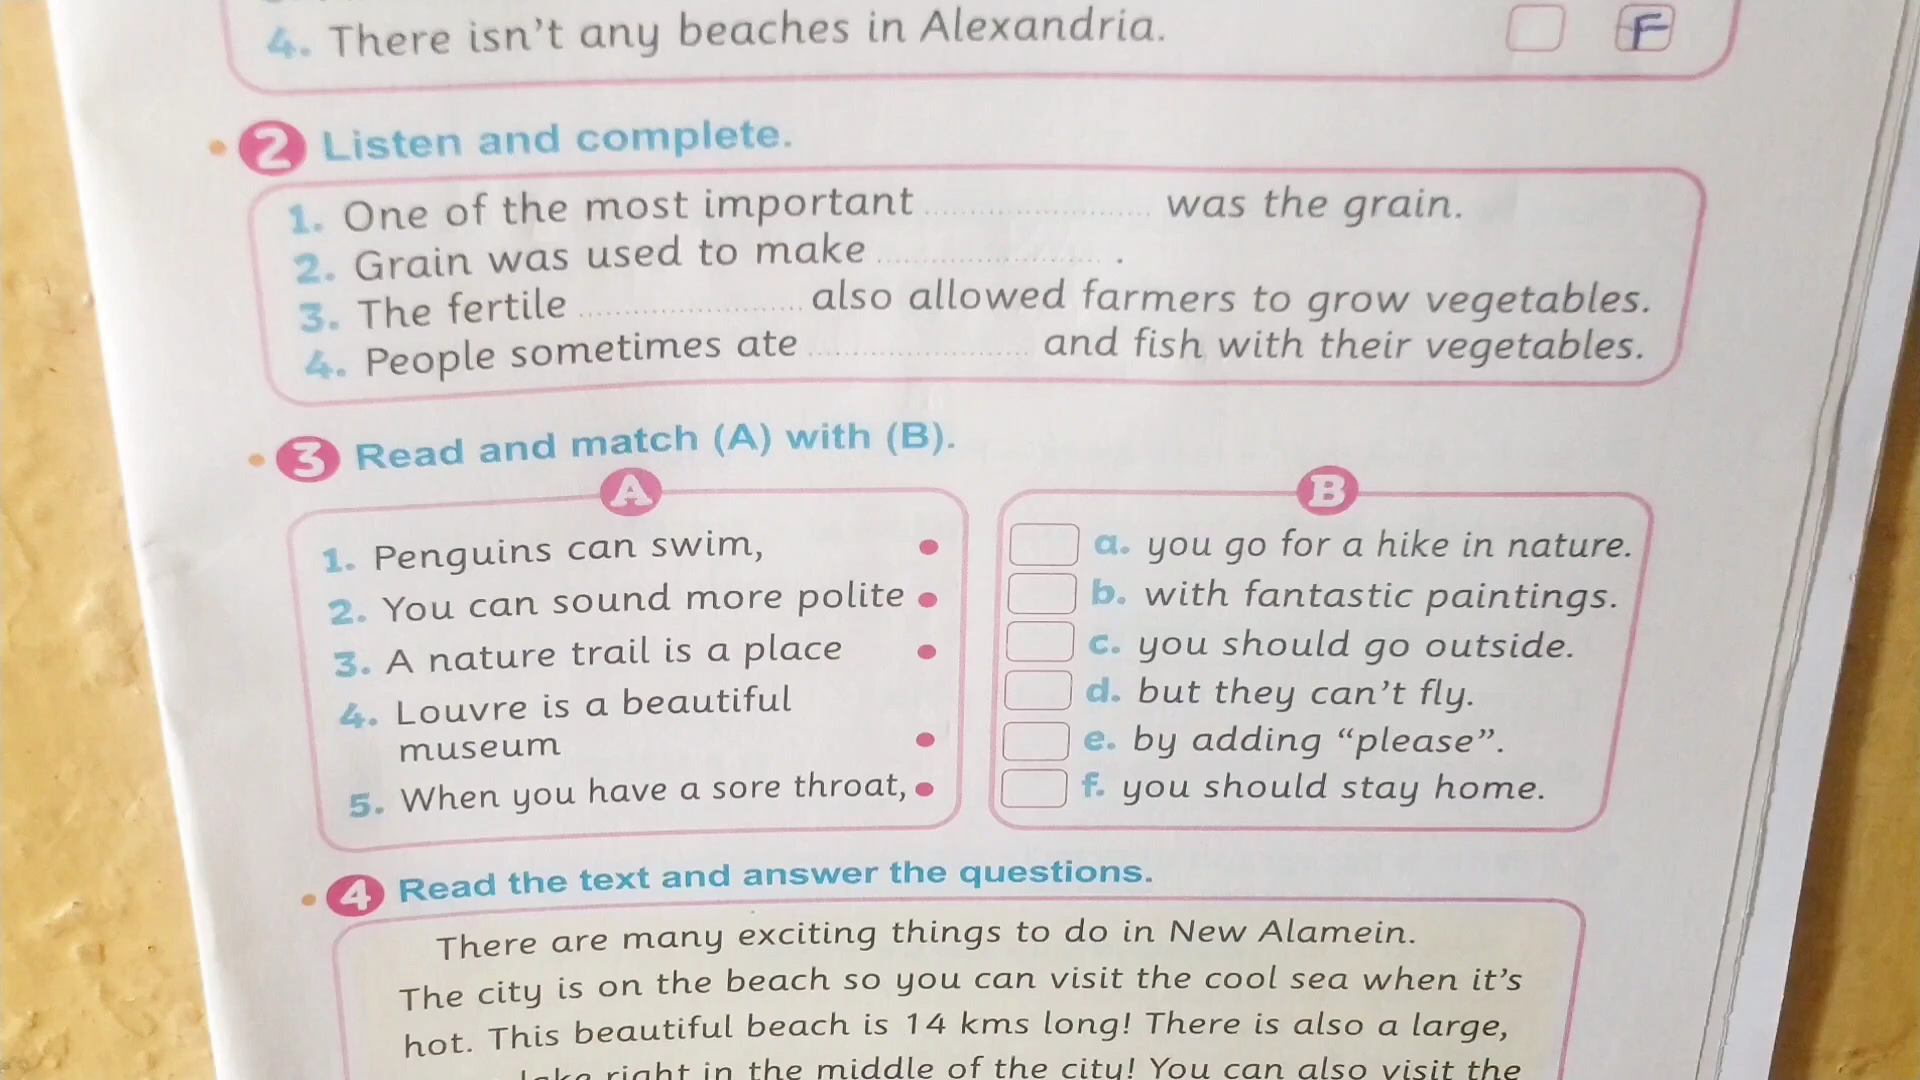 4. There isn't any beaches in Alexandria. F
2 Listen and complete.
1. One of the most important ........................ was the grain.
2. Grain was used to make ........................ .
3. The fertile ........................ also allowed farmers to grow vegetables.
4. People sometimes ate ........................ and fish with their vegetables.
3 Read and match (A) with (B).
A
1. Penguins can swim,
2. You can sound more polite
3. A nature trail is a place
4. Louvre is a beautiful
museum
5. When you have a sore throat,
B
a. you go for a hike in nature.
b. with fantastic paintings.
c. you should go outside.
d. but they can't fly.
e. by adding “please”.
f. you should stay home.
4 Read the text and answer the questions.
There are many exciting things to do in New Alamein.
The city is on the beach so you can visit the cool sea when it's
hot. This beautiful beach is 14 kms long! There is also a large,
lake right in the middle of the city! You can also visit the